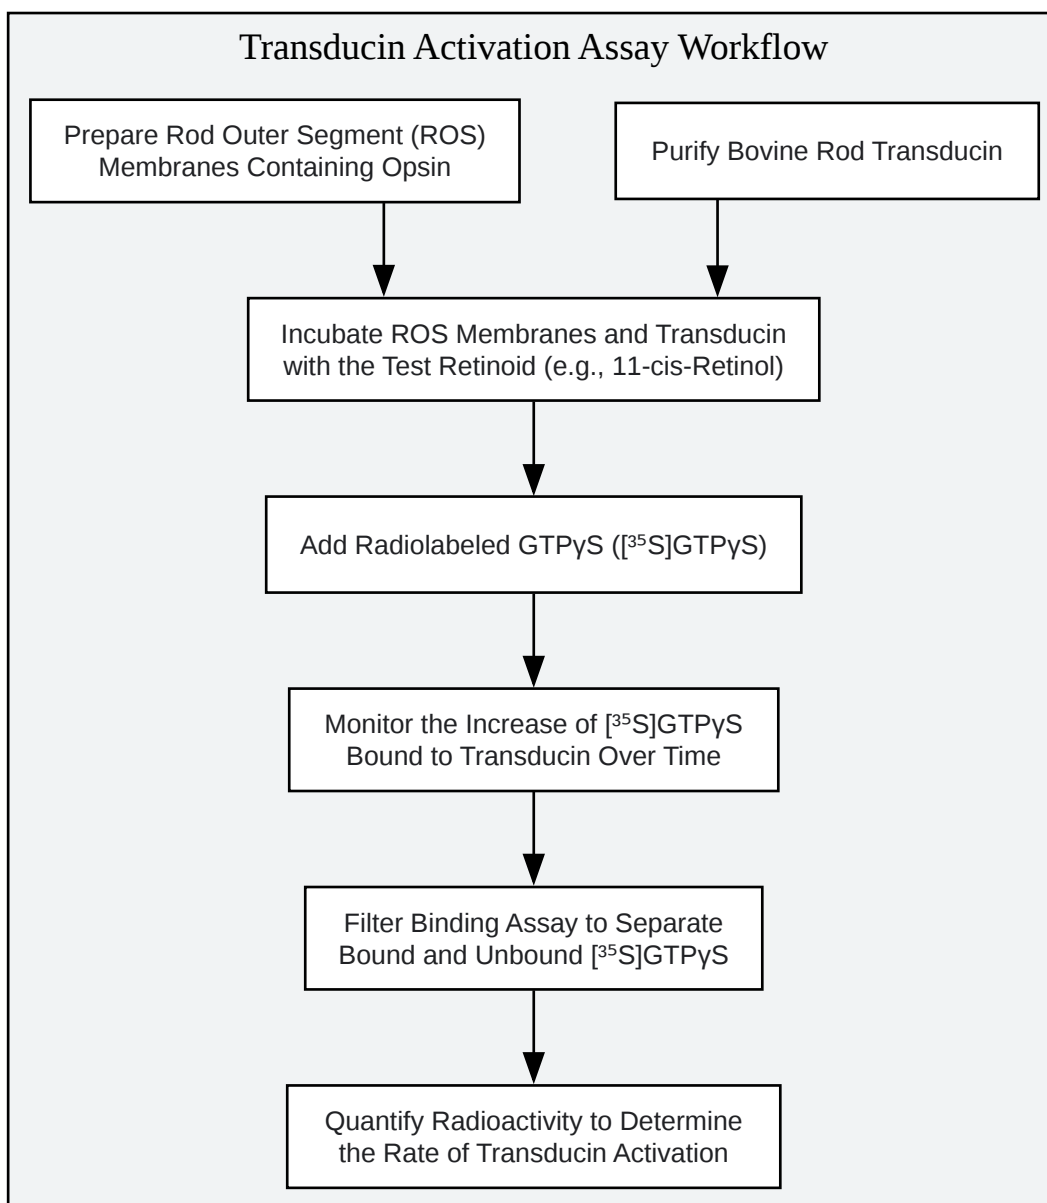 Transducin Activation Assay Workflow
Prepare Rod Outer Segment (ROS)
Membranes Containing Opsin
Purify Bovine Rod Transducin
Incubate ROS Membranes and Transducin
with the Test Retinoid (e.g., 11-cis-Retinol)
Add Radiolabeled GTPγS ([³⁵S]GTPγS)
Monitor the Increase of [³⁵S]GTPγS
Bound to Transducin Over Time
Filter Binding Assay to Separate
Bound and Unbound [³⁵S]GTPγS
Quantify Radioactivity to Determine
the Rate of Transducin Activation